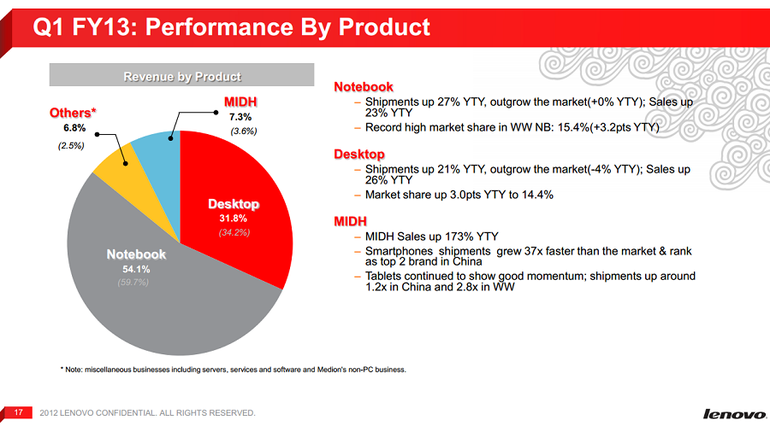 Q1 FY13: Performance By Product
Revenue by Product
MIDH
7.3%
(3.6%)
Others*
6.8%
(2.5%)
Desktop
31.8%
(34.2%)
Notebook
54.1%
(59.7%)
Notebook
– Shipments up 27% YTY, outgrow the market(+0% YTY); Sales up
23% YTY
– Record high market share in WW NB: 15.4%(+3.2pts YTY)
Desktop
– Shipments up 21% YTY, outgrow the market(-4% YTY); Sales up
26% YTY
– Market share up 3.0pts YTY to 14.4%
MIDH
– MIDH Sales up 173% YTY
– Smartphones shipments grew 37x faster than the market & rank
as top 2 brand in China
– Tablets continued to show good momentum; shipments up around
1.2x in China and 2.8x in WW
* Note: miscellaneous businesses including servers, services and software and Medion's non-PC business.
17
2012 LENOVO CONFIDENTIAL. ALL RIGHTS RESERVED.
lenovo